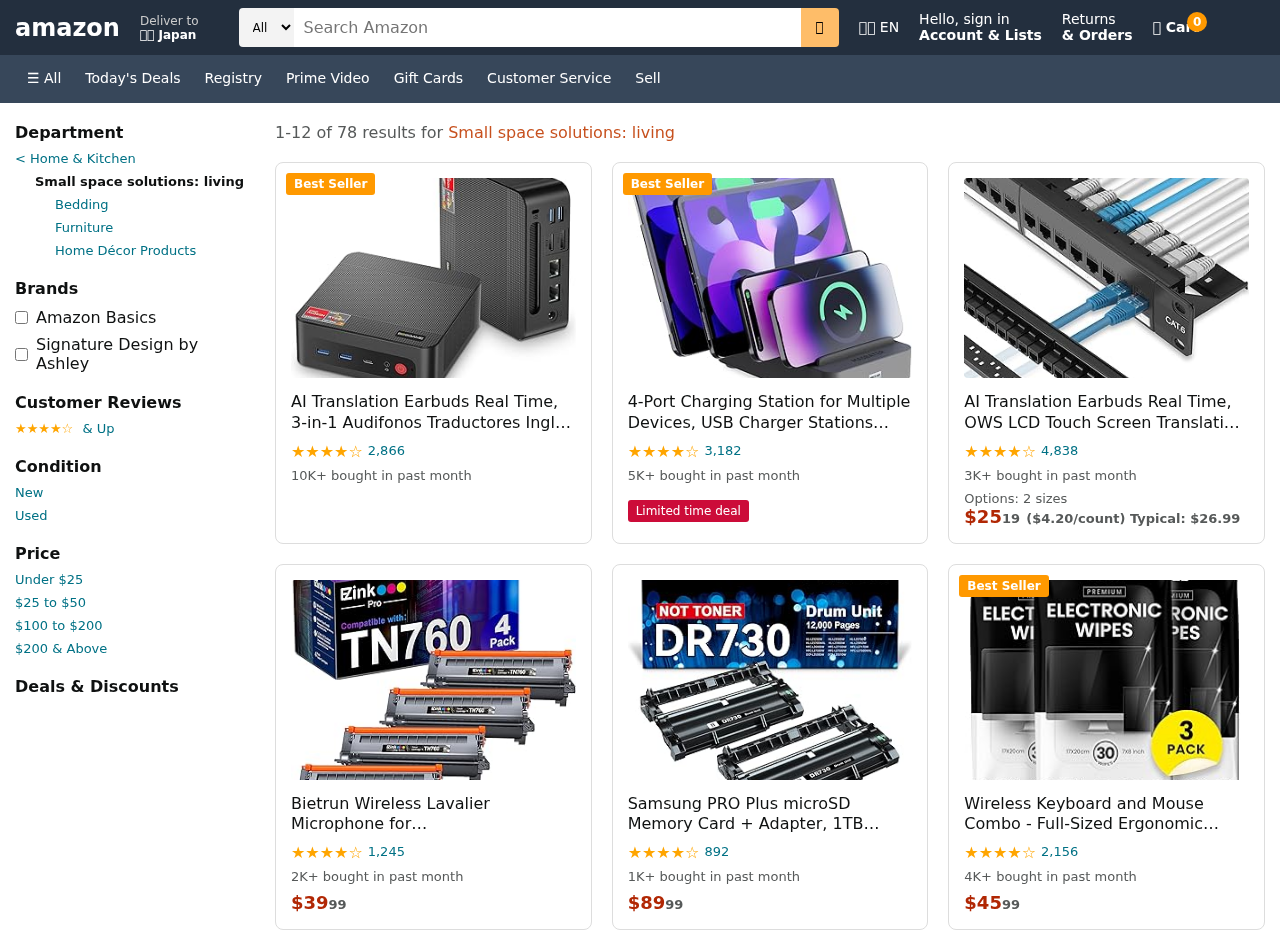 amazon
Deliver to
Japan
All
Search Amazon
EN
Hello, sign in
Account & Lists
Returns
& Orders
0
☰ All
Today's Deals
Registry
Prime Video
Gift Cards
Customer Service
Sell
Department
< Home & Kitchen
Small space solutions: living
Bedding
Furniture
Home Décor Products
Brands
Amazon Basics
Signature Design by
Ashley
Customer Reviews
★★★★☆ & Up
Condition
New
Used
Price
Under $25
$25 to $50
$100 to $200
$200 & Above
Deals & Discounts
1-12 of 78 results for Small space solutions: living
Best Seller
AI Translation Earbuds Real Time,
3-in-1 Audifonos Traductores Ingl…
★★★★☆ 2,866
10K+ bought in past month
Best Seller
4-Port Charging Station for Multiple
Devices, USB Charger Stations…
★★★★☆ 3,182
5K+ bought in past month
Limited time deal
CAT.6
AI Translation Earbuds Real Time,
OWS LCD Touch Screen Translati…
★★★★☆ 4,838
3K+ bought in past month
Options: 2 sizes
$25 19 ($4.20/count) Typical: $26.99
EZink
Pro
Compatible with:
TN760
4
Pack
Bietrun Wireless Lavalier
Microphone for…
★★★★☆ 1,245
2K+ bought in past month
$39 99
NOT TONER
DR730
Drum Unit
12,000 Pages
Samsung PRO Plus microSD
Memory Card + Adapter, 1TB…
★★★★☆ 892
1K+ bought in past month
$89 99
Best Seller
PREMIUM
ELECTRONIC
WIPES
30
17X20cm
7X8 inch
3
PACK
Wireless Keyboard and Mouse
Combo - Full-Sized Ergonomic…
★★★★☆ 2,156
4K+ bought in past month
$45 99